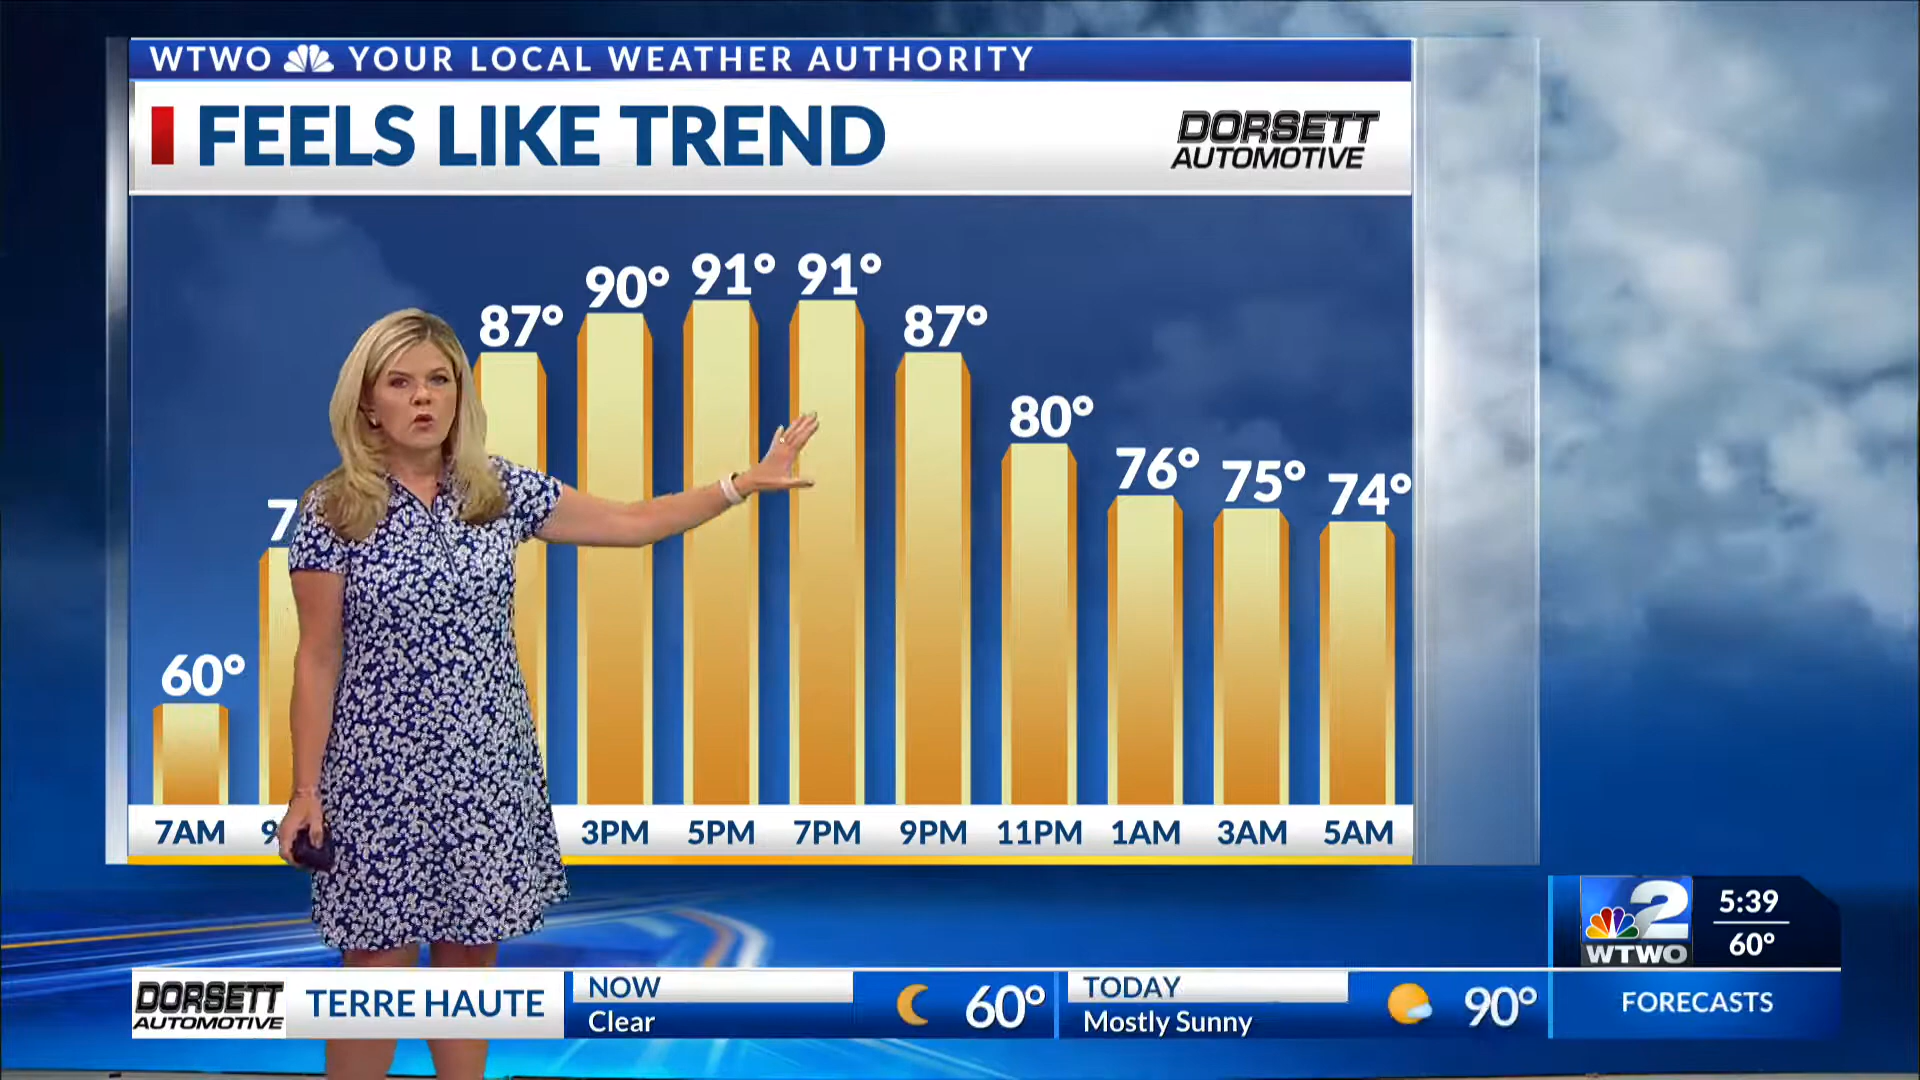 WTWO YOUR LOCAL WEATHER AUTHORITY
FEELS LIKE TREND
DORSETT
AUTOMOTIVE
60° 87° 90° 91° 91° 87° 80° 76° 75° 74°
7AM 3PM 5PM 7PM 9PM 11PM 1AM 3AM 5AM
2
WTWO
5:39
60°
DORSETT
AUTOMOTIVE
TERRE HAUTE
NOW
Clear
60°
TODAY
Mostly Sunny
90°
FORECASTS